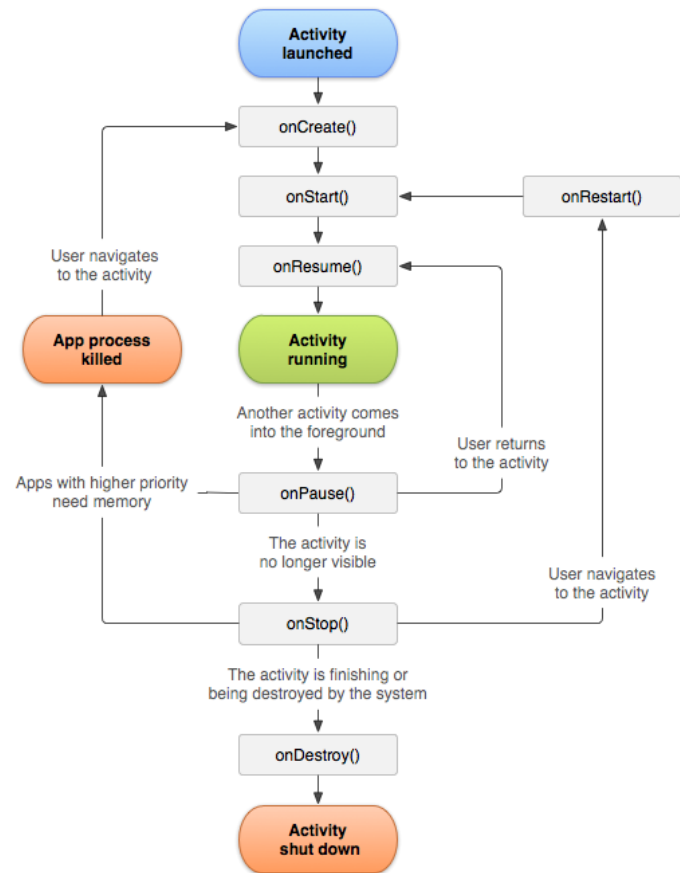 Activity
launched
onCreate()
onStart()
onRestart()
onResume()
User navigates
to the activity
App process
killed
Activity
running
Another activity comes
into the foreground
User returns
to the activity
Apps with higher priority
need memory
onPause()
The activity is
no longer visible
User navigates
to the activity
onStop()
The activity is finishing or
being destroyed by the system
onDestroy()
Activity
shut down